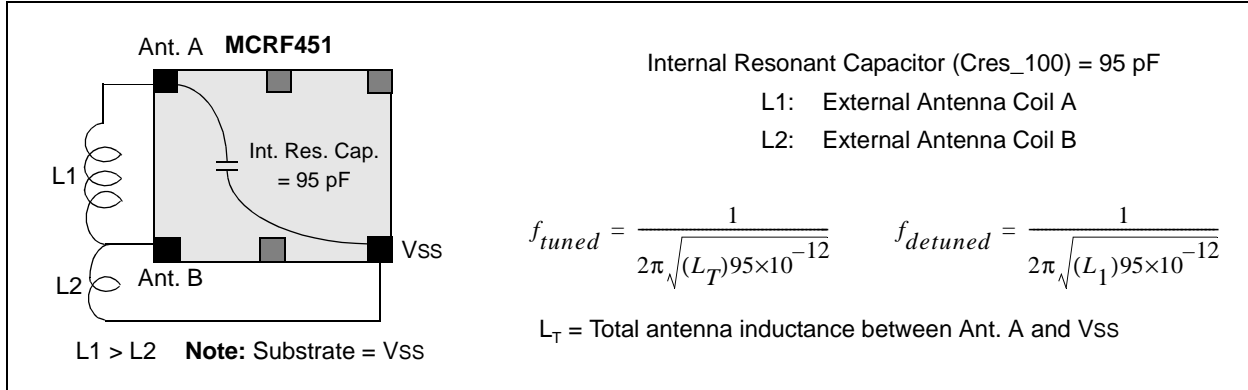 Ant. A MCRF451
Int. Res. Cap.
= 95 pF
L1
VSS
Ant. B
L2
L1 > L2 Note: Substrate = VSS
Internal Resonant Capacitor (Cres_100) = 95 pF
L1: External Antenna Coil A
L2: External Antenna Coil B
f_tuned = 1 / (2π√((L_T)95×10^−12))
f_detuned = 1 / (2π√((L_1)95×10^−12))
L_T = Total antenna inductance between Ant. A and VSS